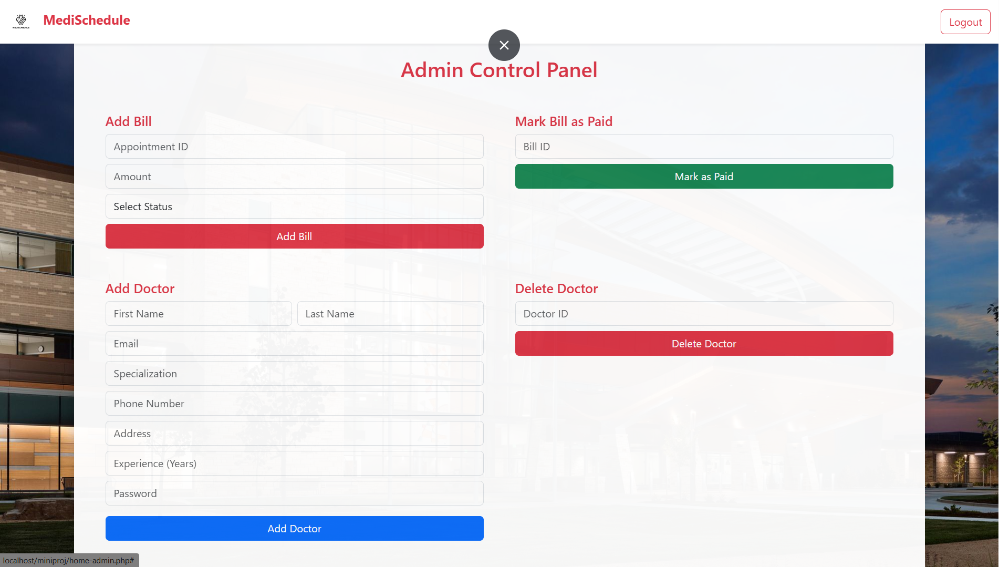 MEDISCHEDULE
MediSchedule
Logout
Admin Control Panel
Add Bill
Appointment ID
Amount
Select Status
Add Bill
Mark Bill as Paid
Bill ID
Mark as Paid
Add Doctor
First Name
Last Name
Email
Specialization
Phone Number
Address
Experience (Years)
Password
Add Doctor
Delete Doctor
Doctor ID
Delete Doctor
localhost/miniproj/home-admin.php#